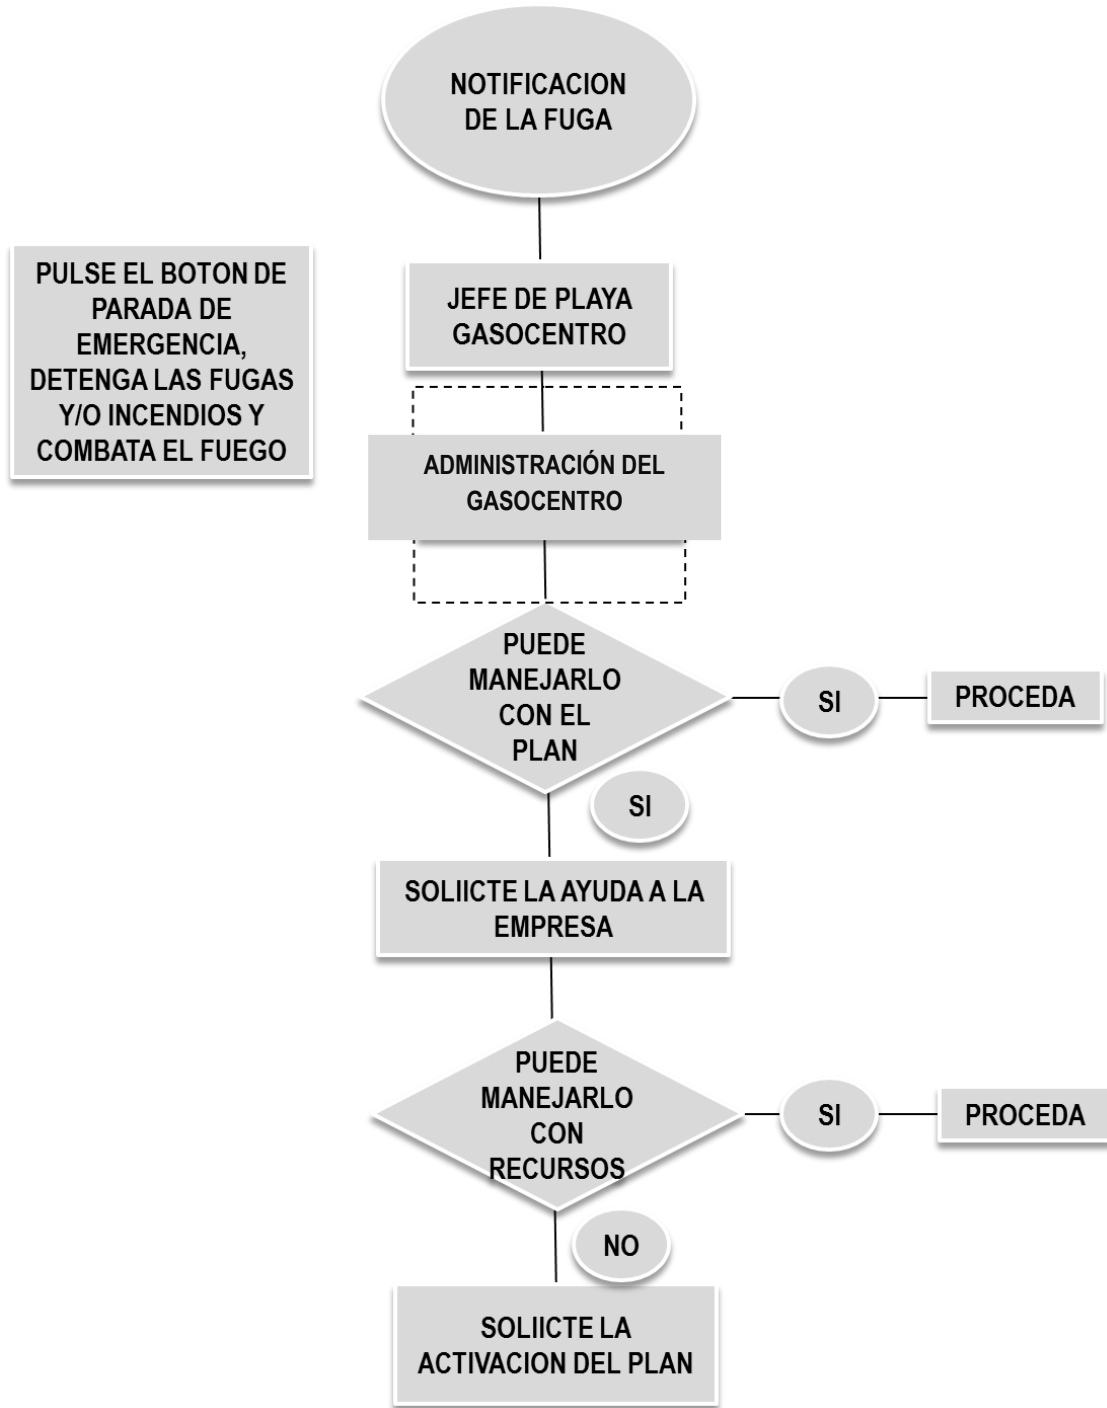 NOTIFICACION
DE LA FUGA
PULSE EL BOTON DE
PARADA DE
EMERGENCIA,
DETENGA LAS FUGAS
Y/O INCENDIOS Y
COMBATA EL FUEGO
JEFE DE PLAYA
GASOCENTRO
ADMINISTRACIÓN DEL
GASOCENTRO
PUEDE
MANEJARLO
CON EL
PLAN
SI
PROCEDA
SI
SOLIICTE LA AYUDA A LA
EMPRESA
PUEDE
MANEJARLO
CON
RECURSOS
SI
PROCEDA
NO
SOLIICTE LA
ACTIVACION DEL PLAN